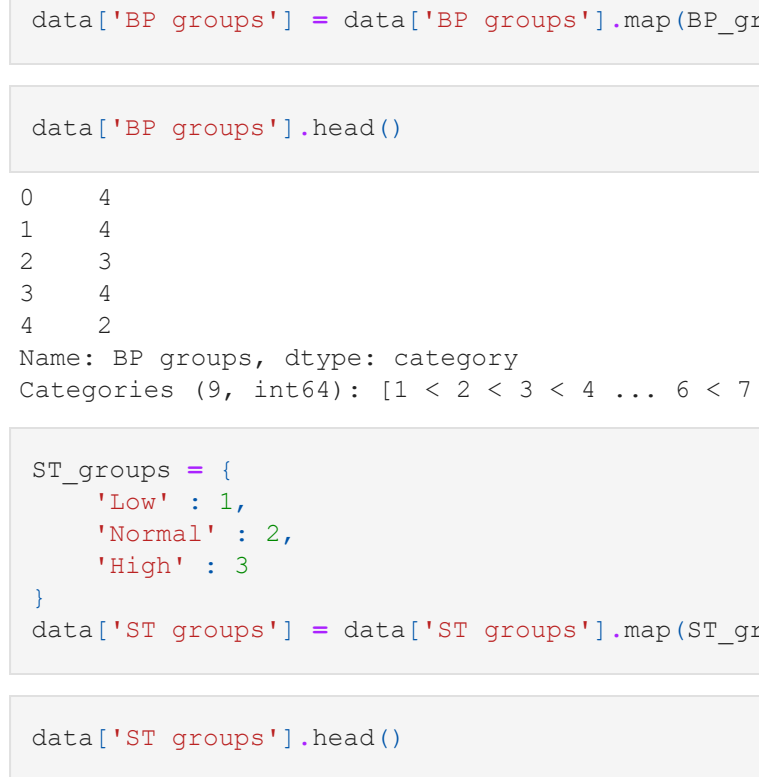 data['BP groups'] = data['BP groups'].map(BP_gr
data['BP groups'].head()
0    4
1    4
2    3
3    4
4    2
Name: BP groups, dtype: category
Categories (9, int64): [1 < 2 < 3 < 4 ... 6 < 7
ST_groups = {
    'Low' : 1,
    'Normal' : 2,
    'High' : 3
}
data['ST groups'] = data['ST groups'].map(ST_gr
data['ST groups'].head()